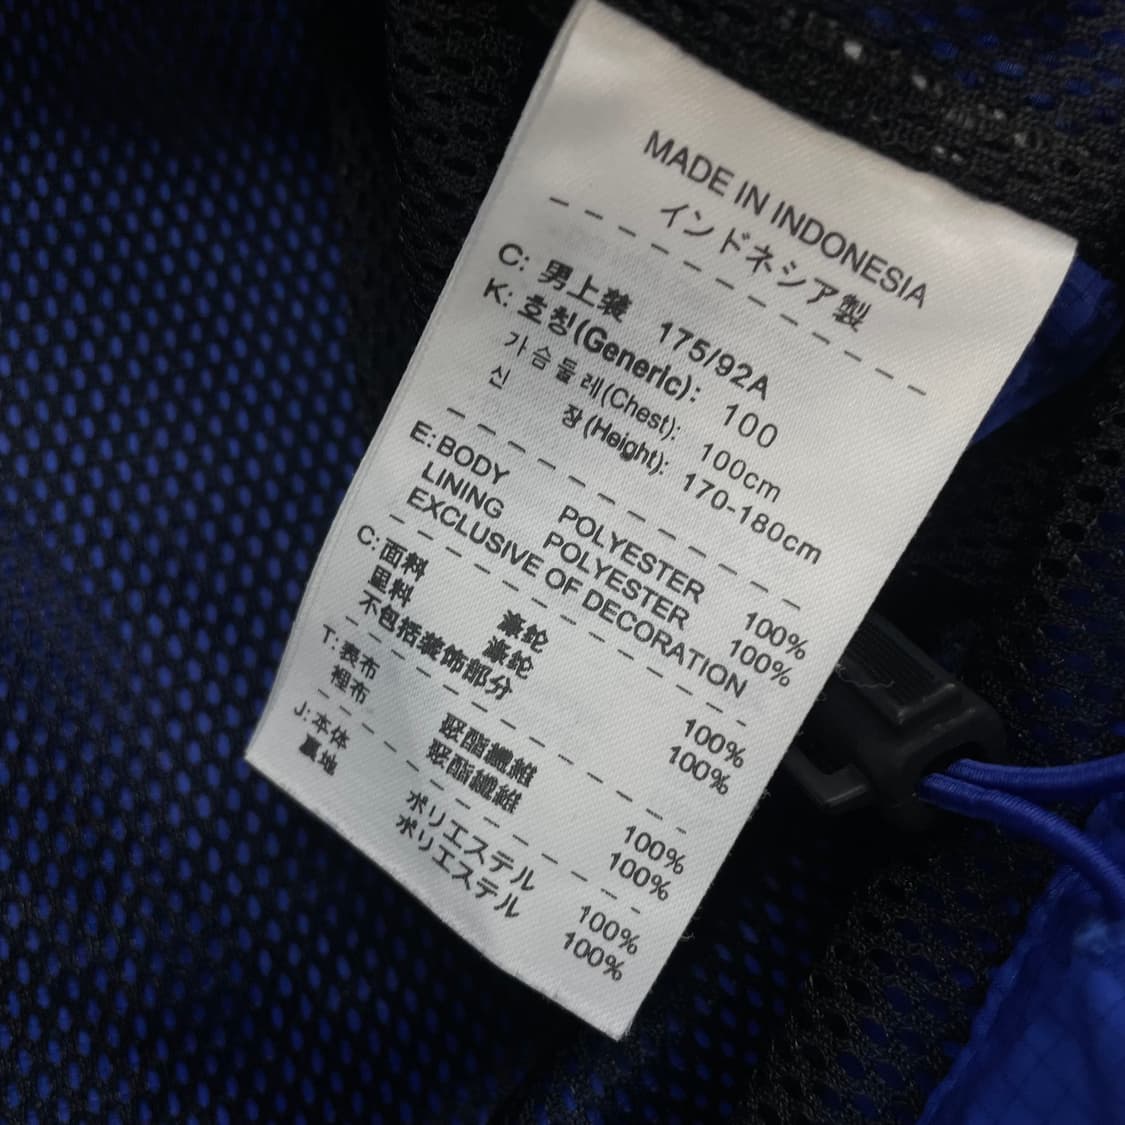 MADE IN INDONESIA
インドネシア製
C: 男上装 175/92A
K: 호칭(Generic): 100
가슴둘레(Chest): 100cm
신 장(Height): 170-180cm
E: BODY POLYESTER 100%
LINING POLYESTER 100%
EXCLUSIVE OF DECORATION
C: 面料 涤纶 100%
里料 涤纶 100%
不包括装饰部分
T: 表布 聚酯纖維 100%
裡布 聚酯纖維 100%
J: 本体 ポリエステル 100%
裏地 ポリエステル 100%